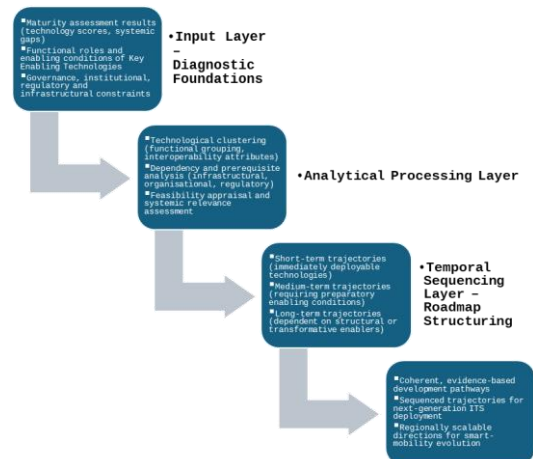 ▪Maturity assessment results
(technology scores, systemic
gaps)
▪Functional roles and
enabling conditions of Key
Enabling Technologies
▪Governance, institutional,
regulatory and
infrastructural constraints
•Input Layer
–
Diagnostic
Foundations
▪Technological clustering
(functional grouping,
interoperability attributes)
▪Dependency and prerequisite
analysis (infrastructural,
organisational, regulatory)
▪Feasibility appraisal and
systemic relevance
assessment
•Analytical Processing Layer
▪Short-term trajectories
(immediately deployable
technologies)
▪Medium-term trajectories
(requiring preparatory
enabling conditions)
▪Long-term trajectories
(dependent on structural or
transformative enablers)
•Temporal
Sequencing
Layer –
Roadmap
Structuring
▪Coherent, evidence-based
development pathways
▪Sequenced trajectories for
next-generation ITS
deployment
▪Regionally scalable
directions for smart-
mobility evolution